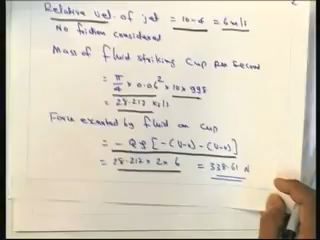 2
Relative vel. of jet = 10-4 = 6 m/s
No friction considered
Mass of fluid striking cup per second
= π/4 × 0.06² × 10 × 998
= 28.217 kg/s
Force exerted by fluid on cup
= - Qρ [-(v-u) - (v-u)]
= 28.217 × 2 × 6 = 338.61 N